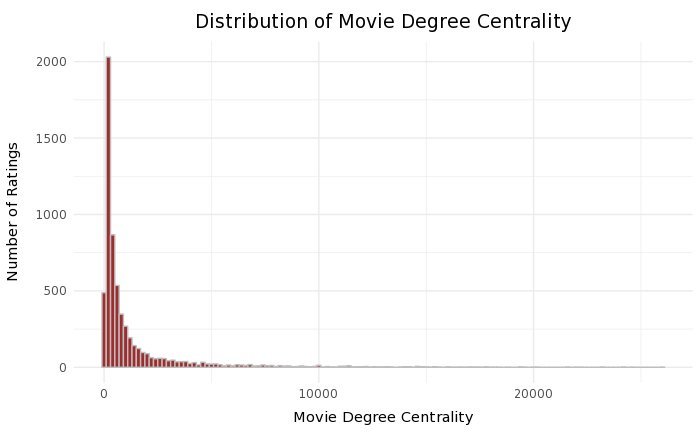 Distribution of Movie Degree Centrality
Number of Ratings
2000
1500
1000
500
0
0 10000 20000
Movie Degree Centrality